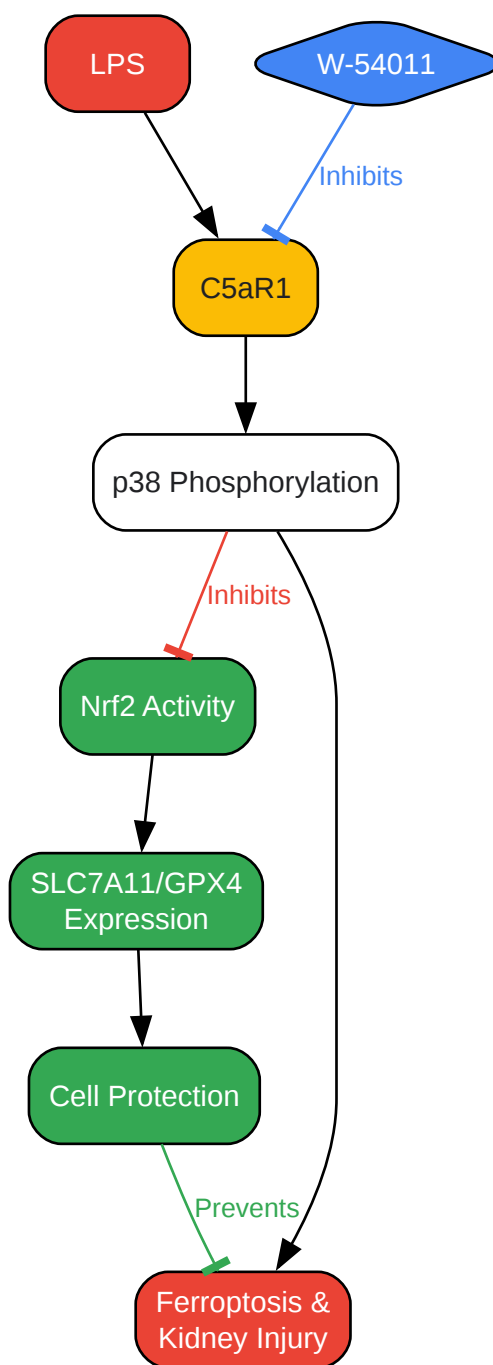 LPS
W-54011
Inhibits
C5aR1
p38 Phosphorylation
Inhibits
Nrf2 Activity
SLC7A11/GPX4
Expression
Cell Protection
Prevents
Ferroptosis &
Kidney Injury